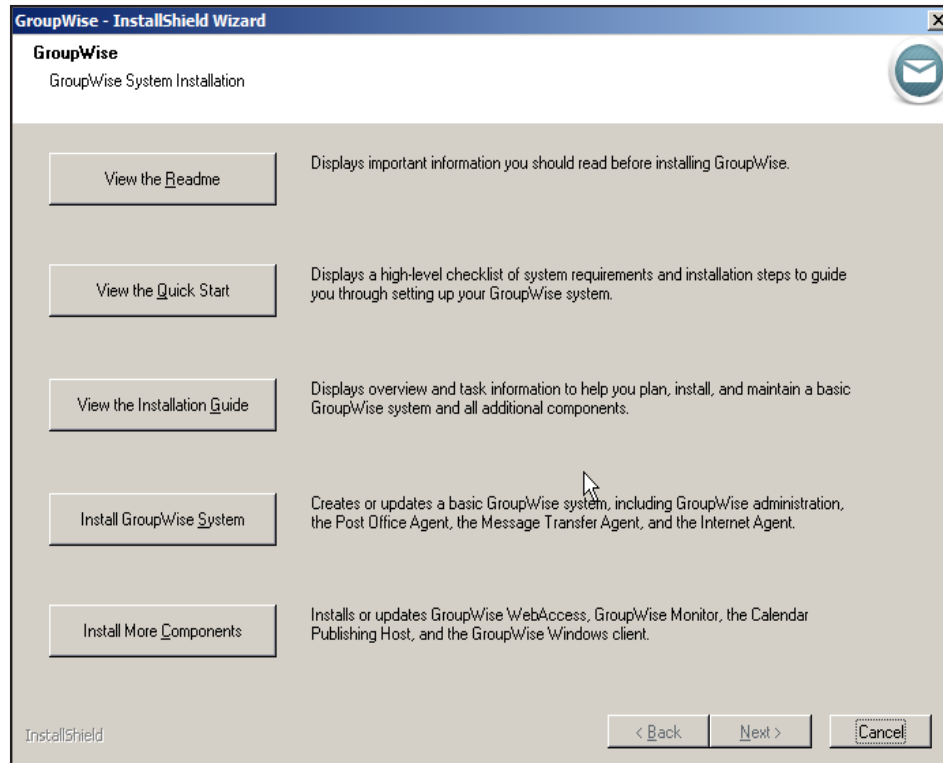 GroupWise - InstallShield Wizard
GroupWise
GroupWise System Installation
View the Readme
Displays important information you should read before installing GroupWise.
View the Quick Start
Displays a high-level checklist of system requirements and installation steps to guide
you through setting up your GroupWise system.
View the Installation Guide
Displays overview and task information to help you plan, install, and maintain a basic
GroupWise system and all additional components.
Install GroupWise System
Creates or updates a basic GroupWise system, including GroupWise administration,
the Post Office Agent, the Message Transfer Agent, and the Internet Agent.
Install More Components
Installs or updates GroupWise WebAccess, GroupWise Monitor, the Calendar
Publishing Host, and the GroupWise Windows client.
InstallShield
< Back
Next >
Cancel